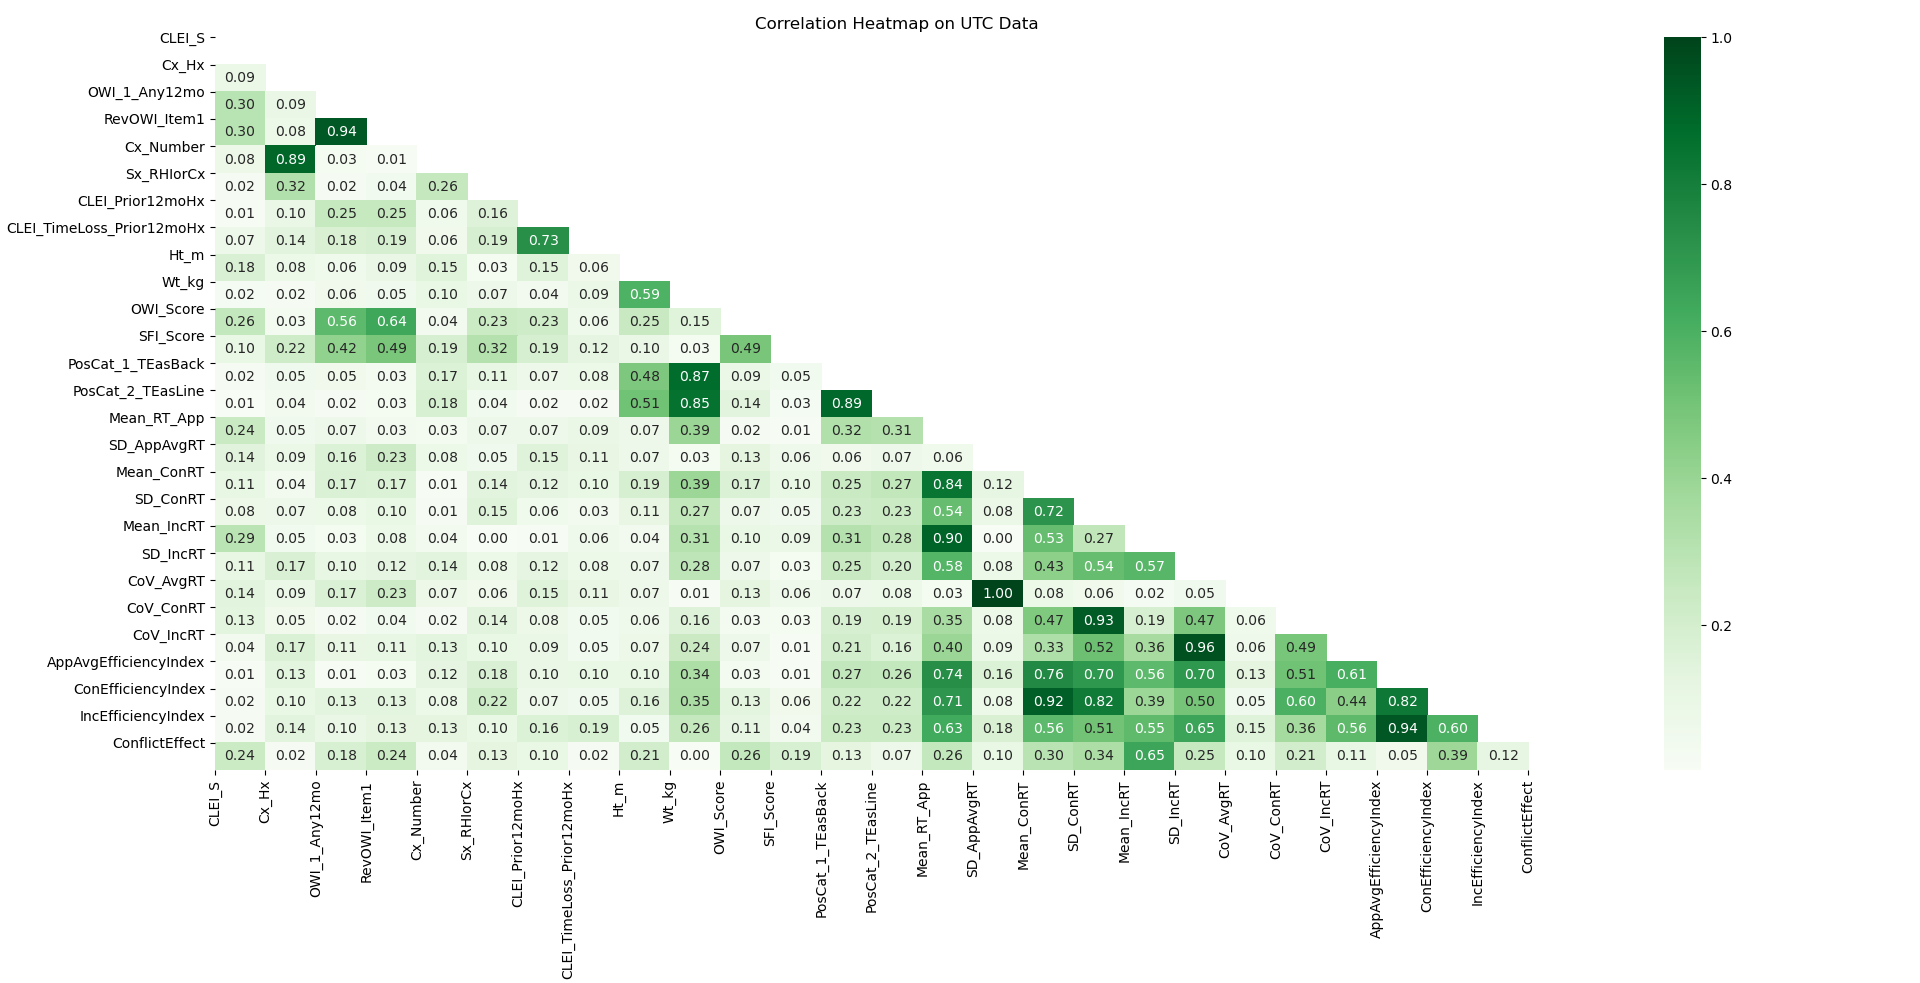 Correlation Heatmap on UTC Data
CLEI_S
Cx_Hx 0.09
OWI_1_Any12mo 0.30 0.09
RevOWI_Item1 0.30 0.08 0.94
Cx_Number 0.08 0.89 0.03 0.01
Sx_RHIorCx 0.02 0.32 0.02 0.04 0.26
CLEI_Prior12moHx 0.01 0.10 0.25 0.25 0.06 0.16
CLEI_TimeLoss_Prior12moHx 0.07 0.14 0.18 0.19 0.06 0.19 0.73
Ht_m 0.18 0.08 0.06 0.09 0.15 0.03 0.15 0.06
Wt_kg 0.02 0.02 0.06 0.05 0.10 0.07 0.04 0.09 0.59
OWI_Score 0.26 0.03 0.56 0.64 0.04 0.23 0.23 0.06 0.25 0.15
SFI_Score 0.10 0.22 0.42 0.49 0.19 0.32 0.19 0.12 0.10 0.03 0.49
PosCat_1_TEasBack 0.02 0.05 0.05 0.03 0.17 0.11 0.07 0.08 0.48 0.87 0.09 0.05
PosCat_2_TEasLine 0.01 0.04 0.02 0.03 0.18 0.04 0.02 0.02 0.51 0.85 0.14 0.03 0.89
Mean_RT_App 0.24 0.05 0.07 0.03 0.03 0.07 0.07 0.09 0.07 0.39 0.02 0.01 0.32 0.31
SD_AppAvgRT 0.14 0.09 0.16 0.23 0.08 0.05 0.15 0.11 0.07 0.03 0.13 0.06 0.06 0.07 0.06
Mean_ConRT 0.11 0.04 0.17 0.17 0.01 0.14 0.12 0.10 0.19 0.39 0.17 0.10 0.25 0.27 0.84 0.12
SD_ConRT 0.08 0.07 0.08 0.10 0.01 0.15 0.06 0.03 0.11 0.27 0.07 0.05 0.23 0.23 0.54 0.08 0.72
Mean_IncRT 0.29 0.05 0.03 0.08 0.04 0.00 0.01 0.06 0.04 0.31 0.10 0.09 0.31 0.28 0.90 0.00 0.53 0.27
SD_IncRT 0.11 0.17 0.10 0.12 0.14 0.08 0.12 0.08 0.07 0.28 0.07 0.03 0.25 0.20 0.58 0.08 0.43 0.54 0.57
CoV_AvgRT 0.14 0.09 0.17 0.23 0.07 0.06 0.15 0.11 0.07 0.01 0.13 0.06 0.07 0.08 0.03 1.00 0.08 0.06 0.02 0.05
CoV_ConRT 0.13 0.05 0.02 0.04 0.02 0.14 0.08 0.05 0.06 0.16 0.03 0.03 0.19 0.19 0.35 0.08 0.47 0.93 0.19 0.47 0.06
CoV_IncRT 0.04 0.17 0.11 0.11 0.13 0.10 0.09 0.05 0.07 0.24 0.07 0.01 0.21 0.16 0.40 0.09 0.33 0.52 0.36 0.96 0.06 0.49
AppAvgEfficiencyIndex 0.01 0.13 0.01 0.03 0.12 0.18 0.10 0.10 0.10 0.34 0.03 0.01 0.27 0.26 0.74 0.16 0.76 0.70 0.56 0.70 0.13 0.51 0.61
ConEfficiencyIndex 0.02 0.10 0.13 0.13 0.08 0.22 0.07 0.05 0.16 0.35 0.13 0.06 0.22 0.22 0.71 0.08 0.92 0.82 0.39 0.50 0.05 0.60 0.44 0.82
IncEfficiencyIndex 0.02 0.14 0.10 0.13 0.13 0.10 0.16 0.19 0.05 0.26 0.11 0.04 0.23 0.23 0.63 0.18 0.56 0.51 0.55 0.65 0.15 0.36 0.56 0.94 0.60
ConflictEffect 0.24 0.02 0.18 0.24 0.04 0.13 0.10 0.02 0.21 0.00 0.26 0.19 0.13 0.07 0.26 0.10 0.30 0.34 0.65 0.25 0.10 0.21 0.11 0.05 0.39 0.12
CLEI_S
Cx_Hx
OWI_1_Any12mo
RevOWI_Item1
Cx_Number
Sx_RHIorCx
CLEI_Prior12moHx
CLEI_TimeLoss_Prior12moHx
Ht_m
Wt_kg
OWI_Score
SFI_Score
PosCat_1_TEasBack
PosCat_2_TEasLine
Mean_RT_App
SD_AppAvgRT
Mean_ConRT
SD_ConRT
Mean_IncRT
SD_IncRT
CoV_AvgRT
CoV_ConRT
CoV_IncRT
AppAvgEfficiencyIndex
ConEfficiencyIndex
IncEfficiencyIndex
ConflictEffect
1.0
0.8
0.6
0.4
0.2